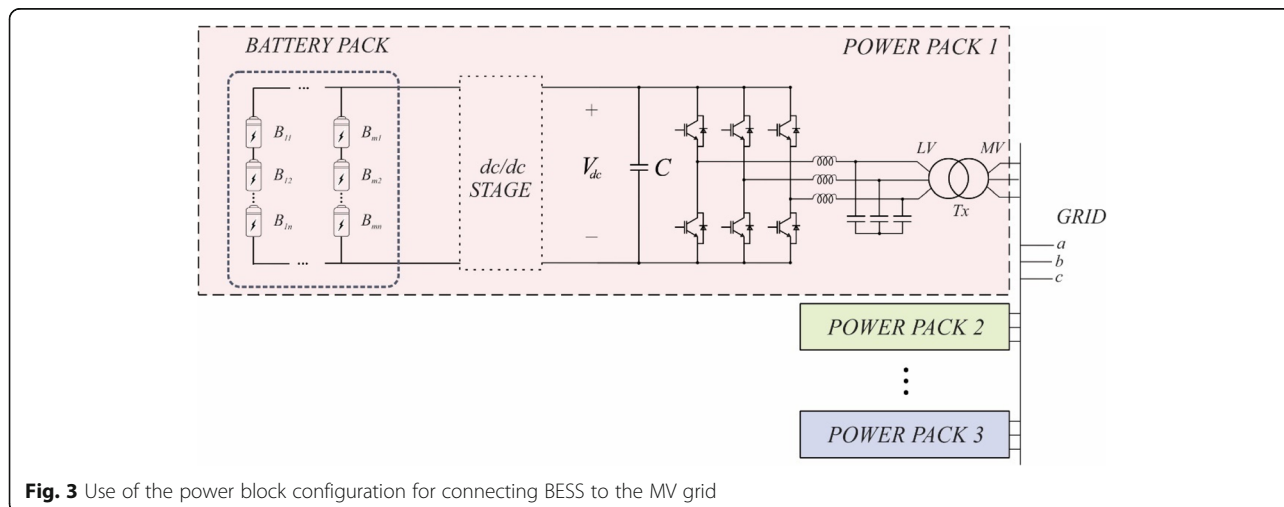 BATTERY PACK
POWER PACK 1
...
...
B11
Bm1
B12
Bm2
B1n
Bmn
...
...
dc/dc
STAGE
+
Vdc
−
C
LV
MV
Tx
GRID
a
b
c
POWER PACK 2
POWER PACK 3
Fig. 3 Use of the power block configuration for connecting BESS to the MV grid